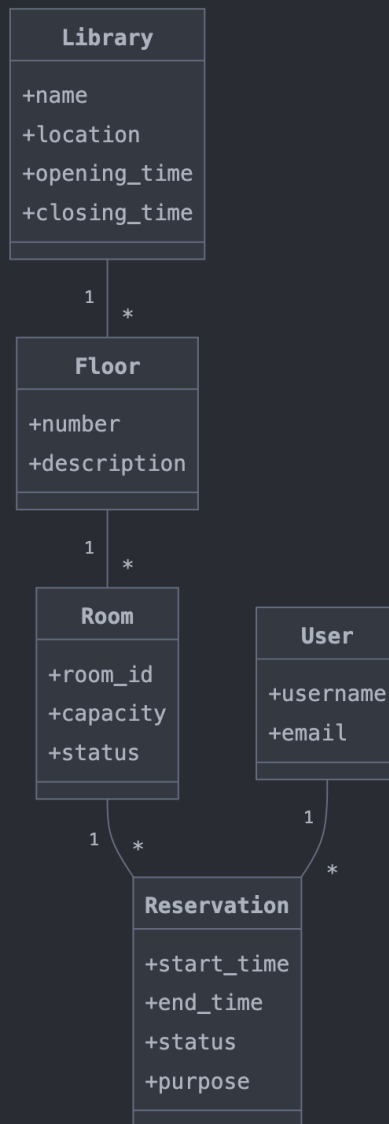 Library
+name
+location
+opening_time
+closing_time
1
*
Floor
+number
+description
1
*
Room
+room_id
+capacity
+status
User
+username
+email
1
*
1
*
Reservation
+start_time
+end_time
+status
+purpose